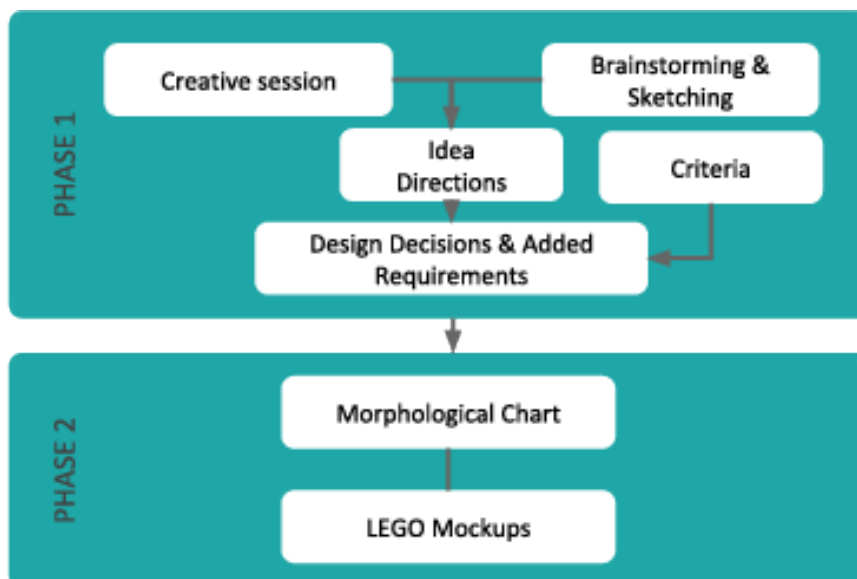 PHASE 1
Creative session
Brainstorming &
Sketching
Idea
Directions
Criteria
Design Decisions & Added
Requirements
PHASE 2
Morphological Chart
LEGO Mockups